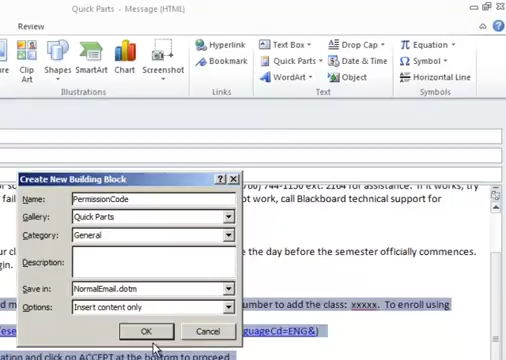 Quick Parts - Message (HTML)
Review
Clip Art
Shapes
SmartArt
Chart
Screenshot
Hyperlink
Bookmark
Text Box
Quick Parts
WordArt
Drop Cap
Date & Time
Object
Equation
Symbol
Horizontal Line
Illustrations
Links
Text
Symbols
ext. 2164 for assistance. If it works, try
ot work, call Blackboard technical support for
Create New Building Block
Name: PermissionCode
Gallery: Quick Parts
Category: General
Description:
Save in: NormalEmail.dotm
Options: Insert content only
OK
Cancel
the day before the semester officially commences.
umber to add the class: xxxxx. To enroll using
guageCd=ENG&)
ation and click on ACCEPT at the bottom to proceed